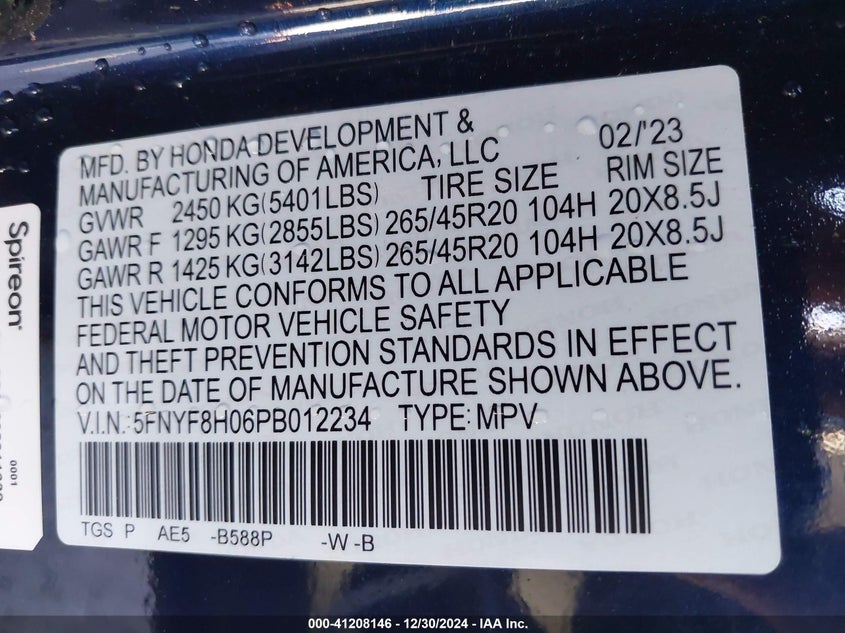 MFD. BY HONDA DEVELOPMENT &
MANUFACTURING OF AMERICA, LLC 02/'23
GVWR 2450 KG(5401LBS) TIRE SIZE RIM SIZE
GAWR F 1295 KG(2855LBS) 265/45R20 104H 20X8.5J
GAWR R 1425 KG(3142LBS) 265/45R20 104H 20X8.5J
THIS VEHICLE CONFORMS TO ALL APPLICABLE
FEDERAL MOTOR VEHICLE SAFETY
AND THEFT PREVENTION STANDARDS IN EFFECT
ON THE DATE OF MANUFACTURE SHOWN ABOVE.
V.I.N.: 5FNYF8H06PB012234 TYPE: MPV
TGS P AE5 -B588P -W -B
Spireon
0001
000-41208146 - 12/30/2024 - IAA Inc.